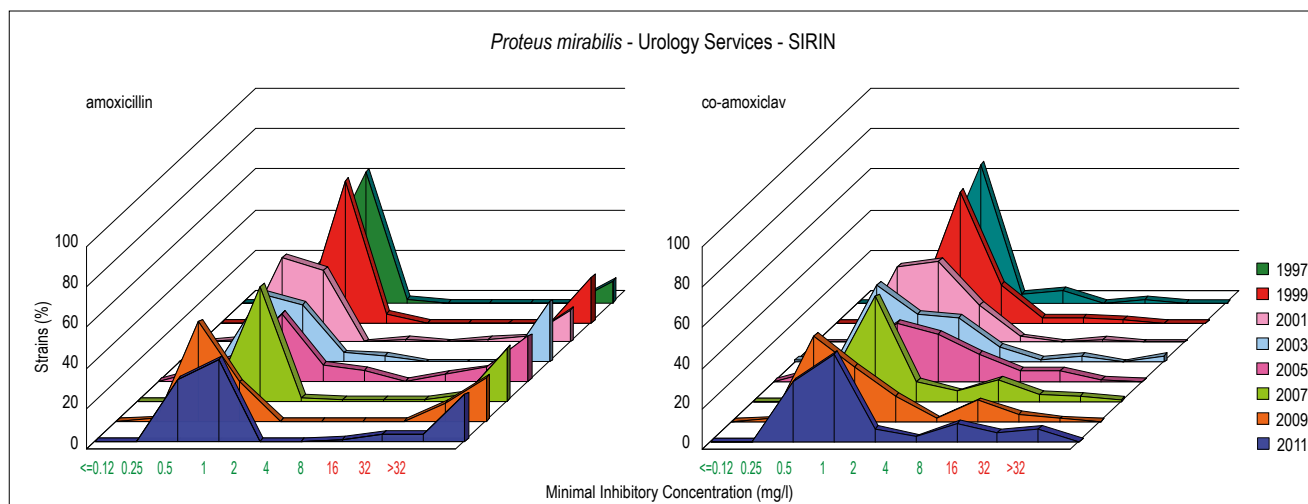 Proteus mirabilis - Urology Services - SIRIN
amoxicillin
co-amoxiclav
Strains (%)
100
80
60
40
20
0
<=0.12 0.25 0.5 1 2 4 8 16 32 >32
100
80
60
40
20
0
<=0.12 0.25 0.5 1 2 4 8 16 32 >32
Minimal Inhibitory Concentration (mg/l)
1997
1999
2001
2003
2005
2007
2009
2011